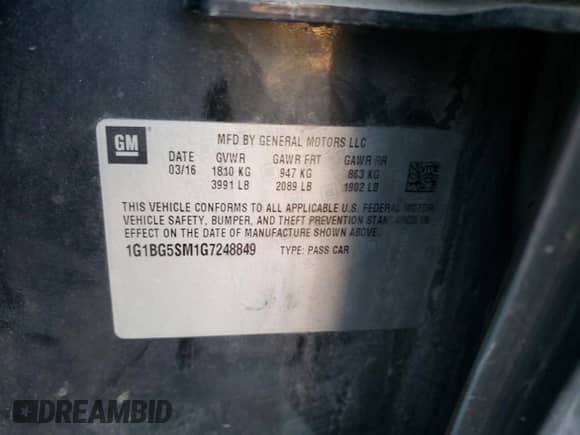 GM
MFD BY GENERAL MOTORS LLC
DATE GVWR GAWR FRT GAWR RR
03/16 1810 KG 947 KG 863 KG
3991 LB 2089 LB 1902 LB
THIS VEHICLE CONFORMS TO ALL APPLICABLE U.S. FEDERAL MOTOR
VEHICLE SAFETY, BUMPER, AND THEFT PREVENTION STANDARDS IN
EFFECT ON THE DATE OF MANUFACTURE SHOWN ABOVE.
1G1BG5SM1G7248849 TYPE: PASS CAR
DREAMBID